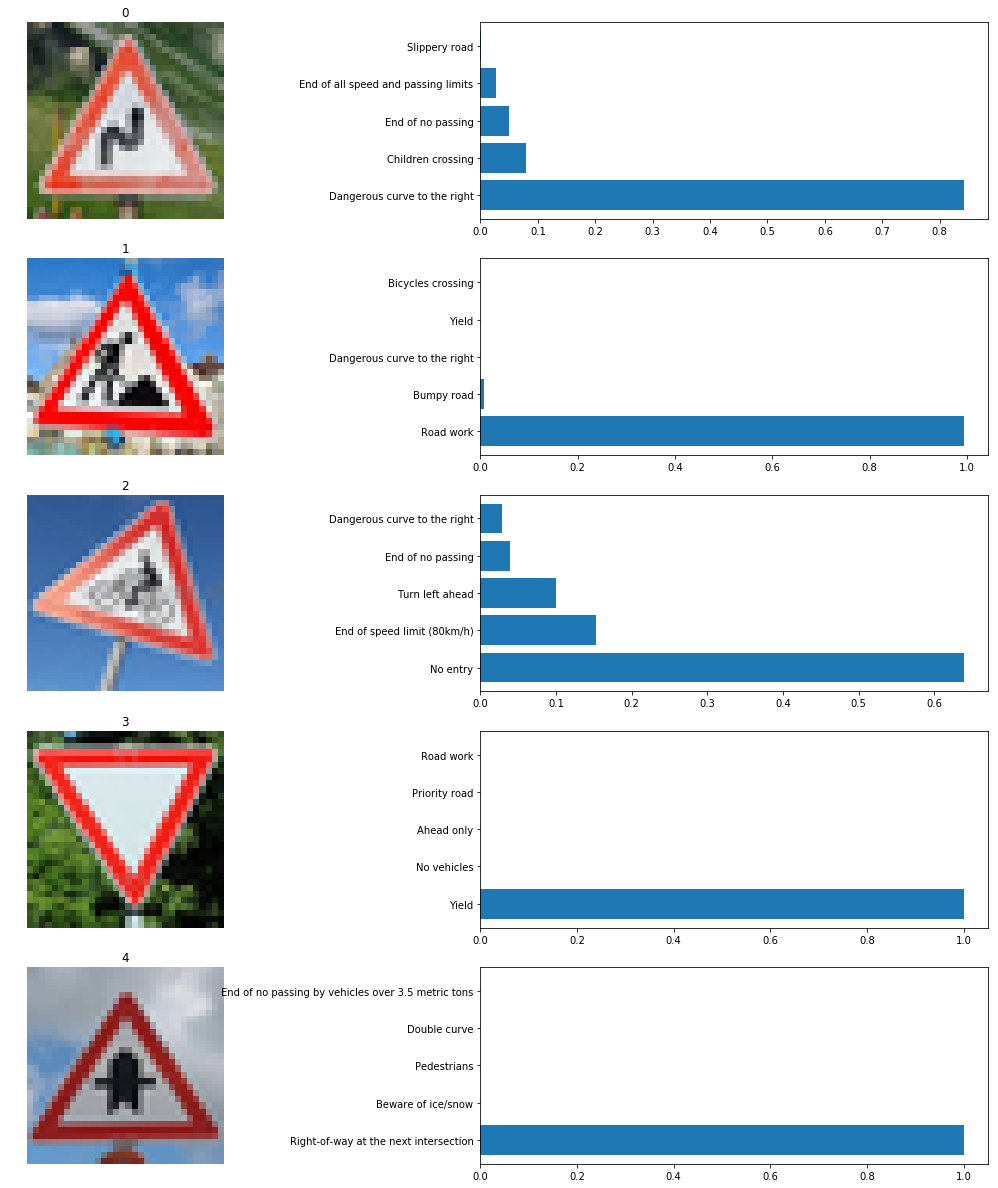 0
Slippery road
End of all speed and passing limits
End of no passing
Children crossing
Dangerous curve to the right
0.0 0.1 0.2 0.3 0.4 0.5 0.6 0.7 0.8
1
Bicycles crossing
Yield
Dangerous curve to the right
Bumpy road
Road work
0.0 0.2 0.4 0.6 0.8 1.0
2
Dangerous curve to the right
End of no passing
Turn left ahead
End of speed limit (80km/h)
No entry
0.0 0.1 0.2 0.3 0.4 0.5 0.6
3
Road work
Priority road
Ahead only
No vehicles
Yield
0.0 0.2 0.4 0.6 0.8 1.0
4
End of no passing by vehicles over 3.5 metric tons
Double curve
Pedestrians
Beware of ice/snow
Right-of-way at the next intersection
0.0 0.2 0.4 0.6 0.8 1.0